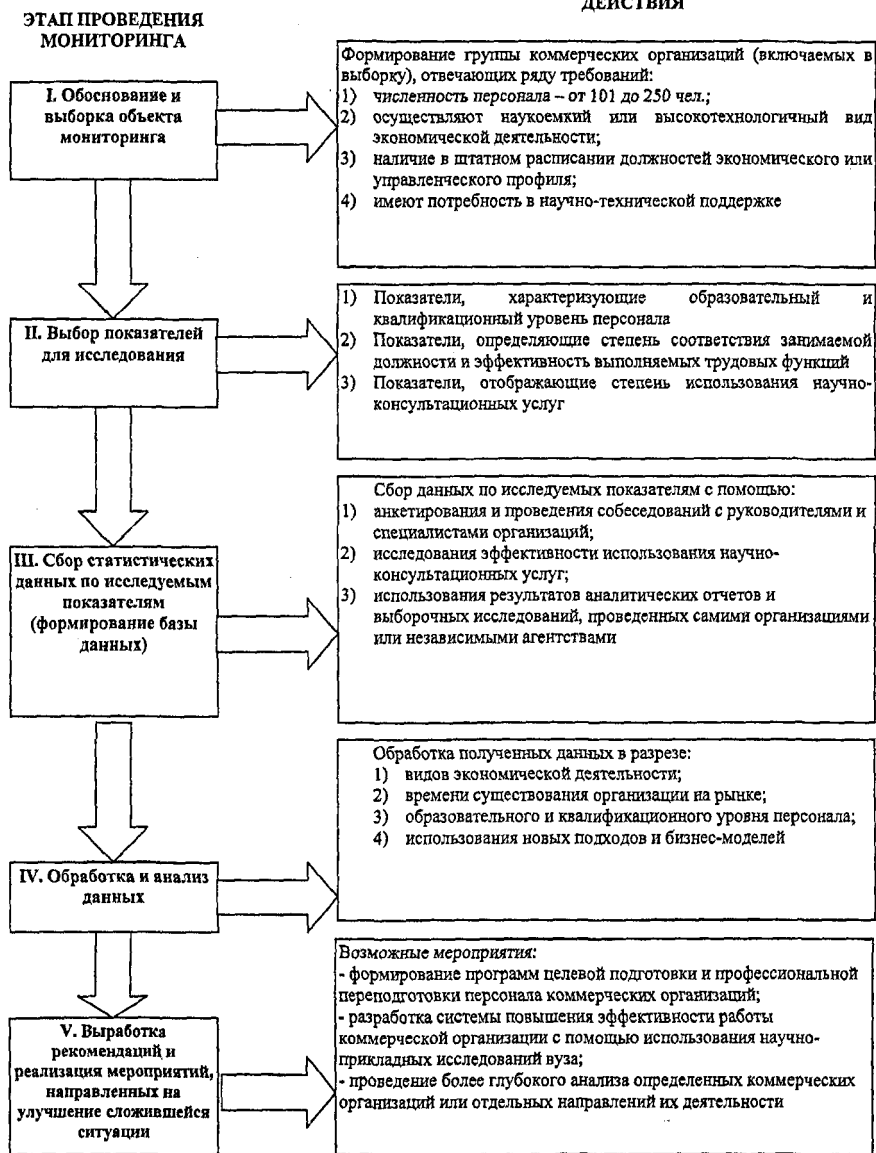 ДЕЙСТВИЯ
ЭТАП ПРОВЕДЕНИЯ
МОНИТОРИНГА
I. Обоснование и
выборка объекта
мониторинга
Формирование группы коммерческих организаций (включаемых в
выборку), отвечающих ряду требований:
1) численность персонала – от 101 до 250 чел.;
2) осуществляют наукоемкий или высокотехнологичный вид
экономической деятельности;
3) наличие в штатном расписании должностей экономического или
управленческого профиля;
4) имеют потребность в научно-технической поддержке
II. Выбор показателей
для исследования
1) Показатели, характеризующие образовательный и
квалификационный уровень персонала
2) Показатели, определяющие степень соответствия занимаемой
должности и эффективность выполняемых трудовых функций
3) Показатели, отображающие степень использования научно-
консультационных услуг
III. Сбор статистических
данных по исследуемым
показателям
(формирование базы
данных)
Сбор данных по исследуемых показателям с помощью:
1) анкетирования и проведения собеседований с руководителями и
специалистами организаций;
2) исследования эффективности использования научно-
консультационных услуг;
3) использования результатов аналитических отчетов и
выборочных исследований, проведенных самими организациями
или независимыми агентствами
IV. Обработка и анализ
данных
Обработка полученных данных в разрезе:
1) видов экономической деятельности;
2) времени существования организации на рынке;
3) образовательного и квалификационного уровня персонала;
4) использования новых подходов и бизнес-моделей
V. Выработка
рекомендаций и
реализация мероприятий,
направленных на
улучшение сложившейся
ситуации
Возможные мероприятия:
- формирование программ целевой подготовки и профессиональной
переподготовки персонала коммерческих организаций;
- разработка системы повышения эффективности работы
коммерческой организации с помощью использования научно-
прикладных исследований вуза;
- проведение более глубокого анализа определенных коммерческих
организаций или отдельных направлений их деятельности